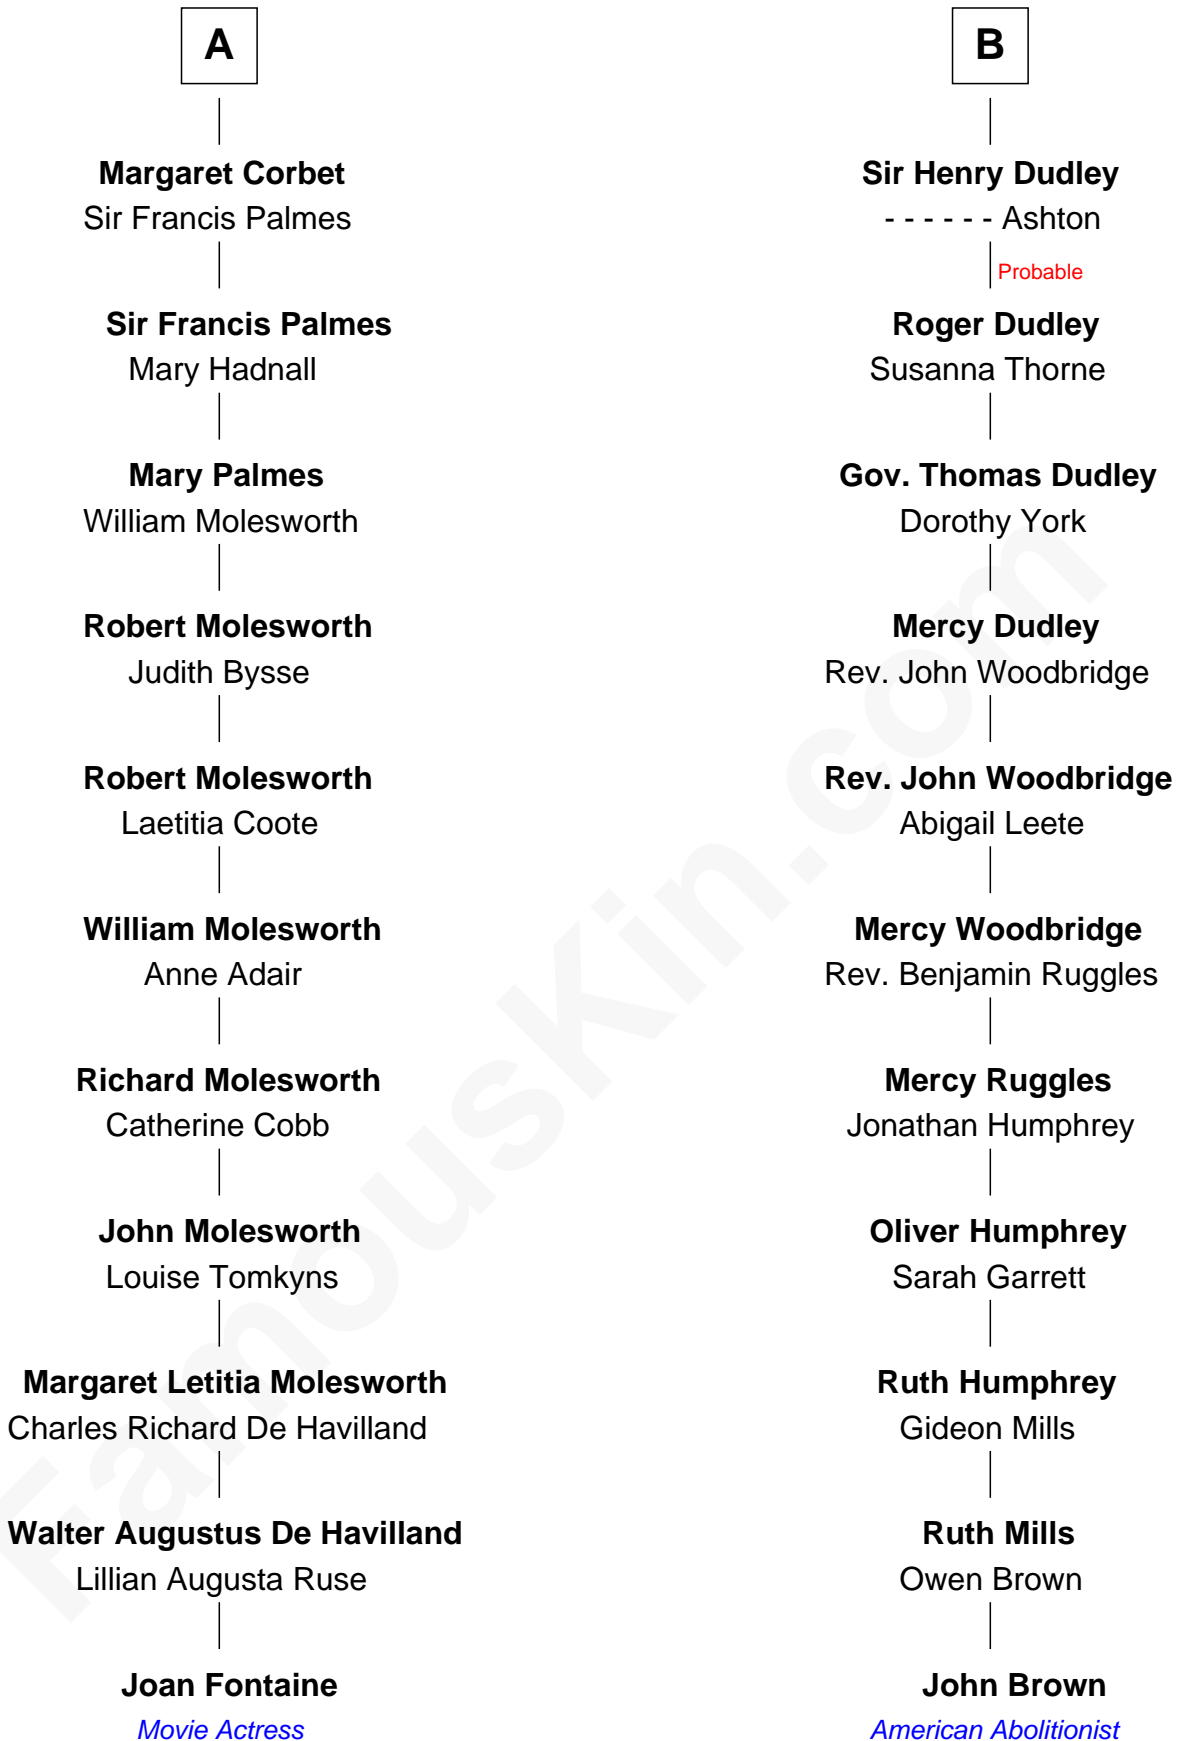 A
Margaret Corbet
Sir Francis Palmes
Sir Francis Palmes
Mary Hadnall
Mary Palmes
William Molesworth
Robert Molesworth
Judith Bysse
Robert Molesworth
Laetitia Coote
William Molesworth
Anne Adair
Richard Molesworth
Catherine Cobb
John Molesworth
Louise Tomkyns
Margaret Letitia Molesworth
Charles Richard De Havilland
Walter Augustus De Havilland
Lillian Augusta Ruse
Joan Fontaine
Movie Actress
B
Sir Henry Dudley
- - - - - - Ashton
Probable
Roger Dudley
Susanna Thorne
Gov. Thomas Dudley
Dorothy York
Mercy Dudley
Rev. John Woodbridge
Rev. John Woodbridge
Abigail Leete
Mercy Woodbridge
Rev. Benjamin Ruggles
Mercy Ruggles
Jonathan Humphrey
Oliver Humphrey
Sarah Garrett
Ruth Humphrey
Gideon Mills
Ruth Mills
Owen Brown
John Brown
American Abolitionist
FamousKin.com